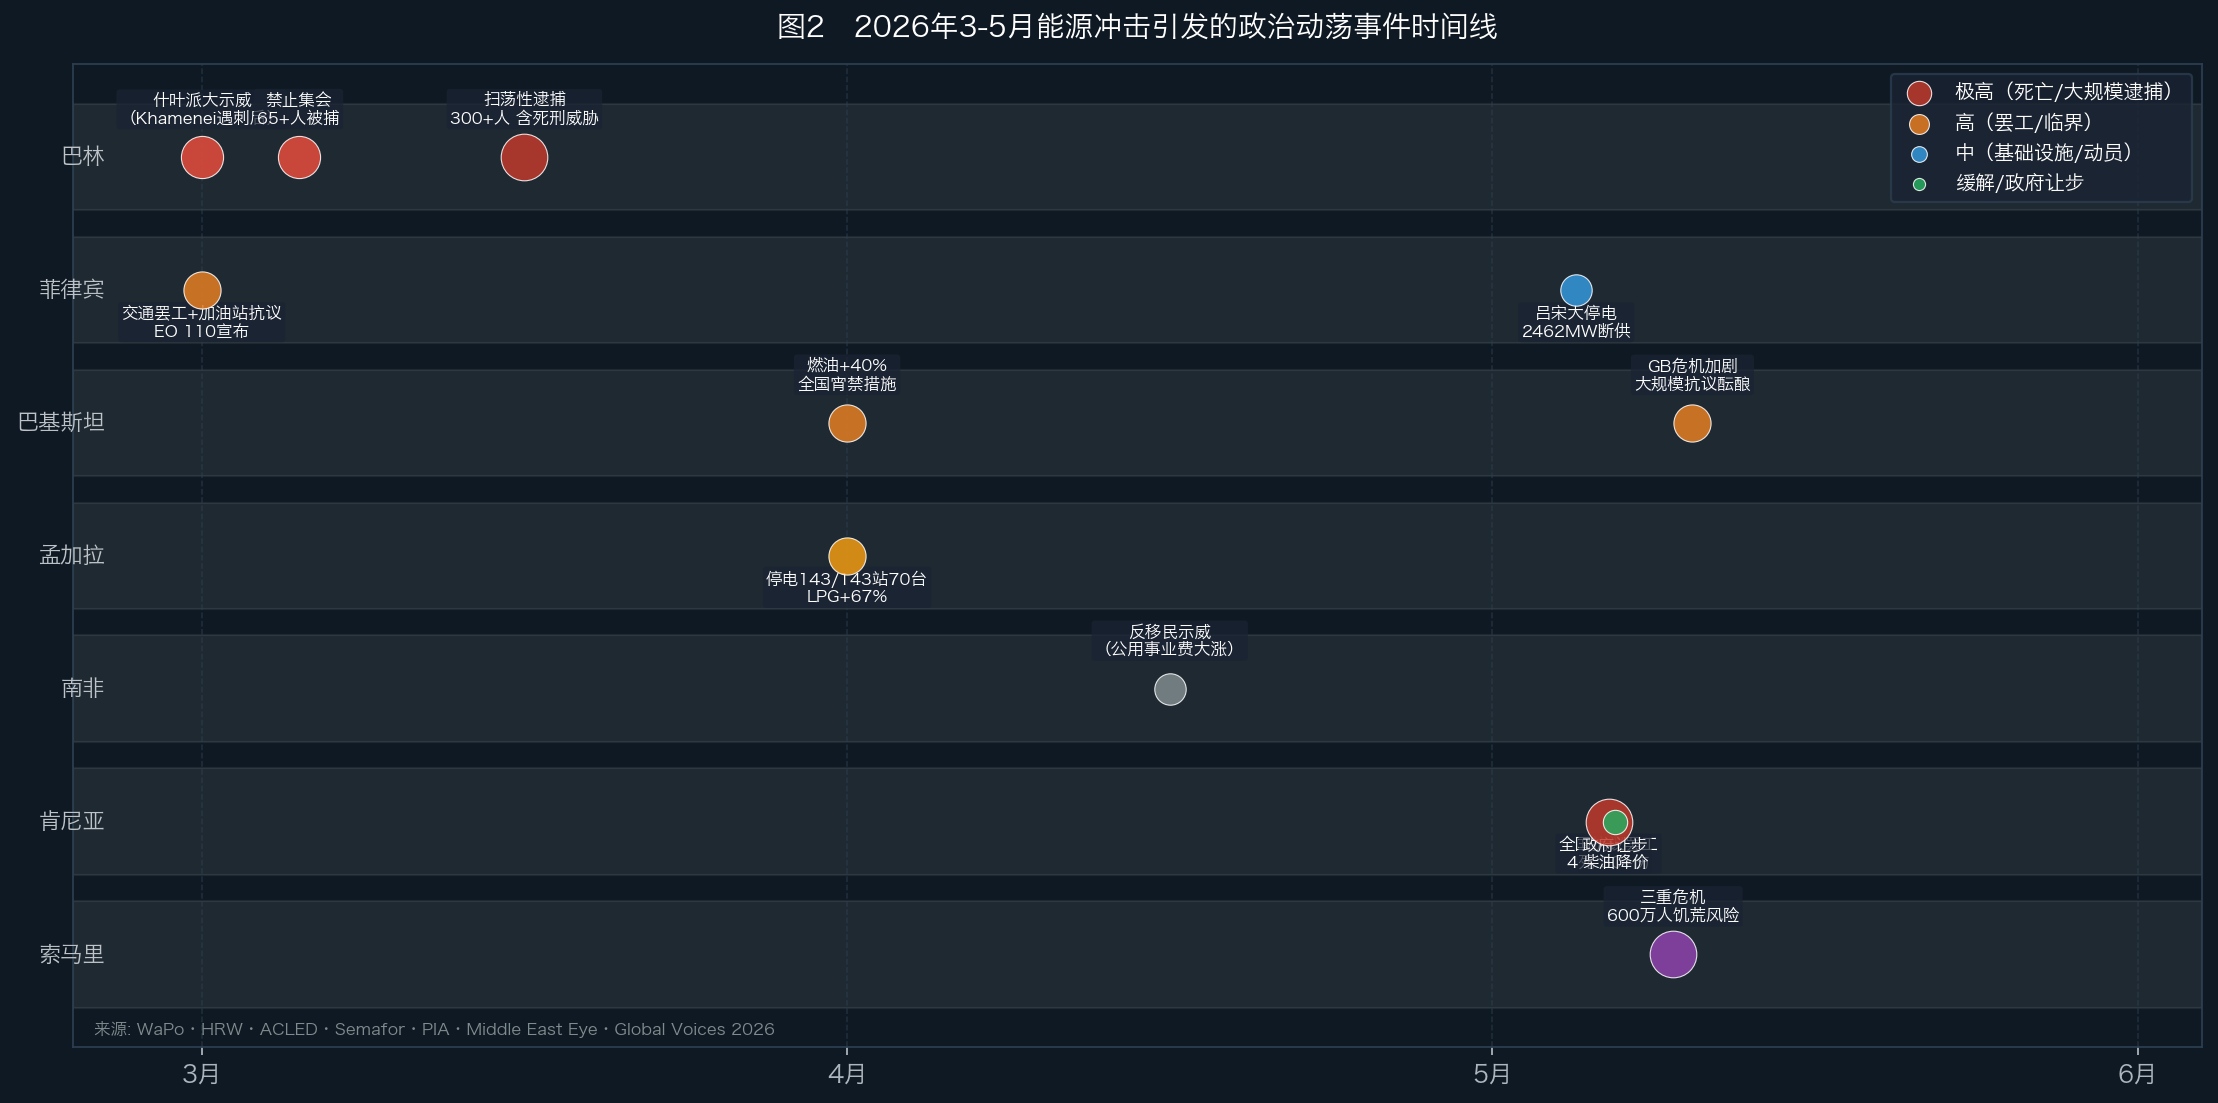 图2　2026年3-5月能源冲击引发的政治动荡事件时间线
极高（死亡/大规模逮捕）
高（罢工/临界）
中（基础设施/动员）
缓解/政府让步
巴林
什叶派大示威
（Khamenei遇刺
禁止集会
65+人被捕
扫荡性逮捕
300+人 含死刑威胁
菲律宾
交通罢工+加油站抗议
EO 110宣布
吕宋大停电
2462MW断供
巴基斯坦
燃油+40%
全国宵禁措施
GB危机加剧
大规模抗议酝酿
孟加拉
停电143/143站70台
LPG+67%
南非
反移民示威
（公用事业费大涨）
肯尼亚
政府让步
柴油降价
索马里
三重危机
600万人饥荒风险
来源: WaPo · HRW · ACLED · Semafor · PIA · Middle East Eye · Global Voices 2026
3月
4月
5月
6月